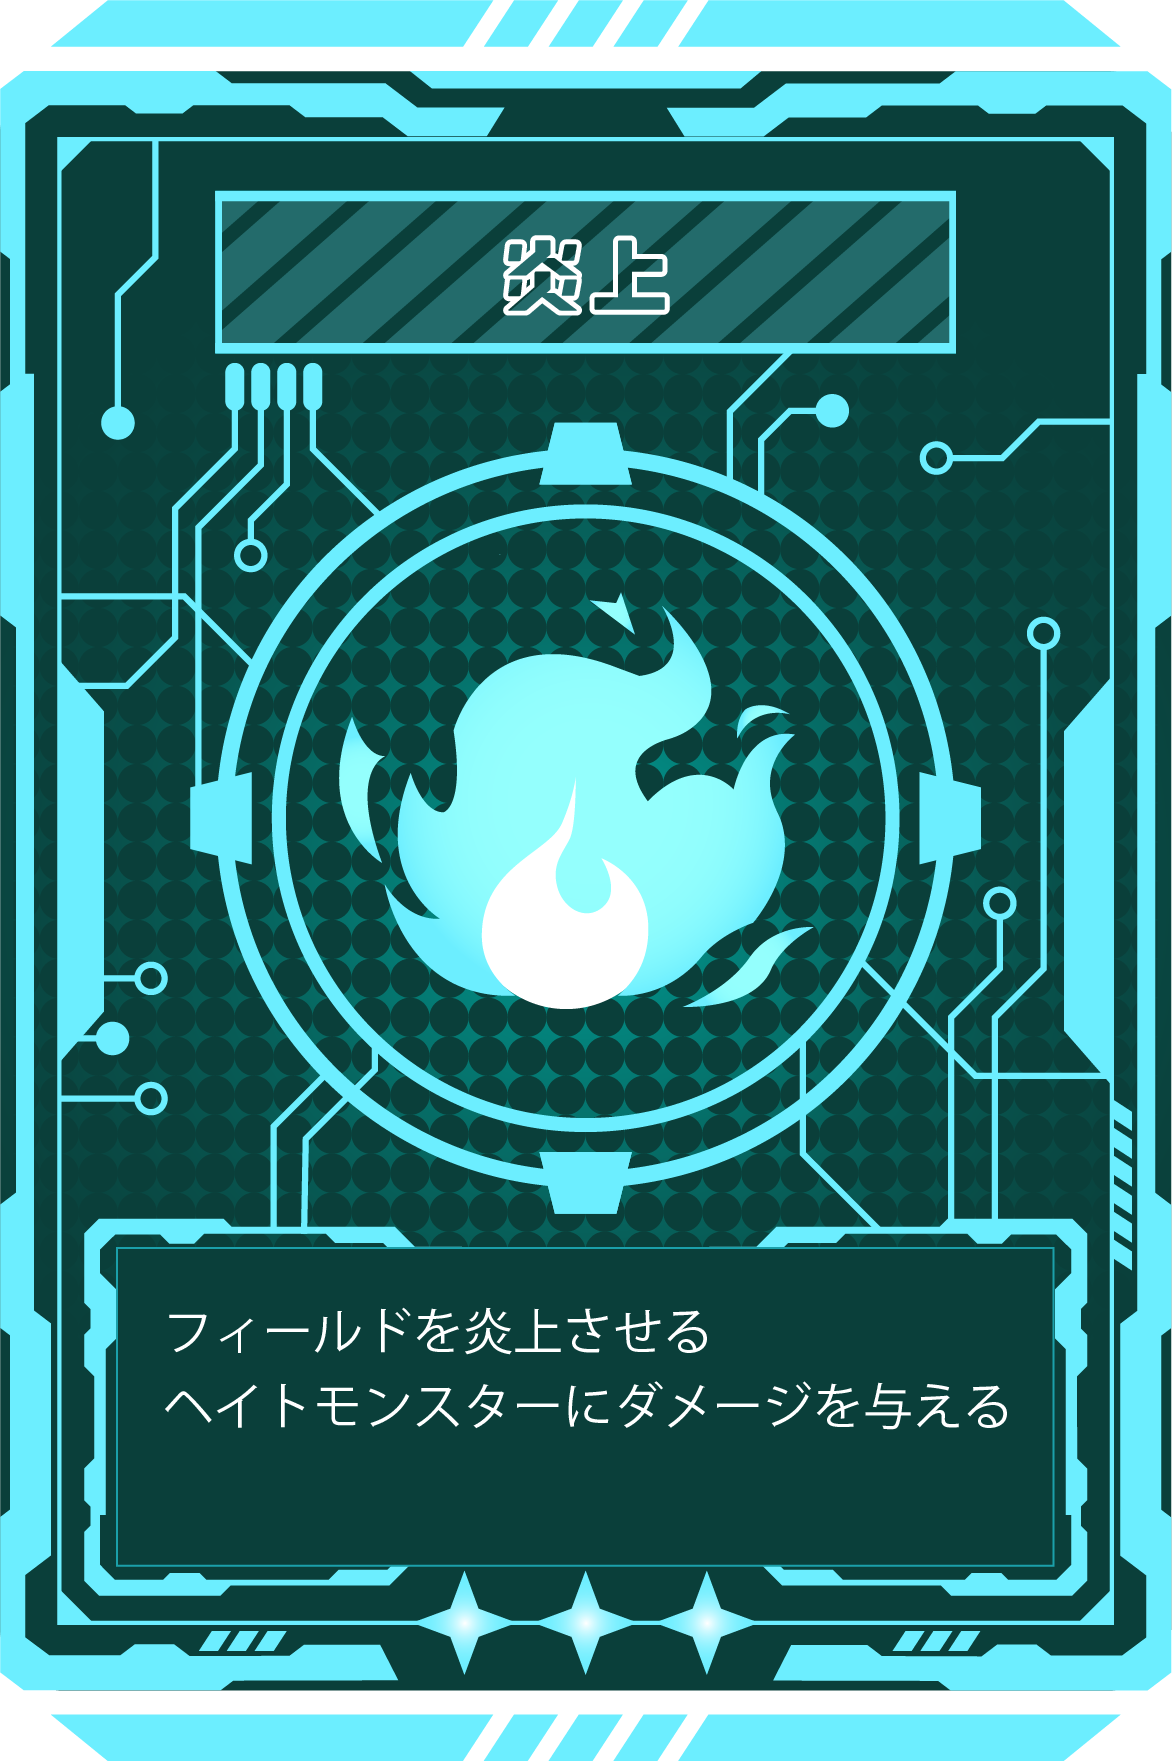 炎上
フィールドを炎上させる
ヘイトモンスターにダメージを与える